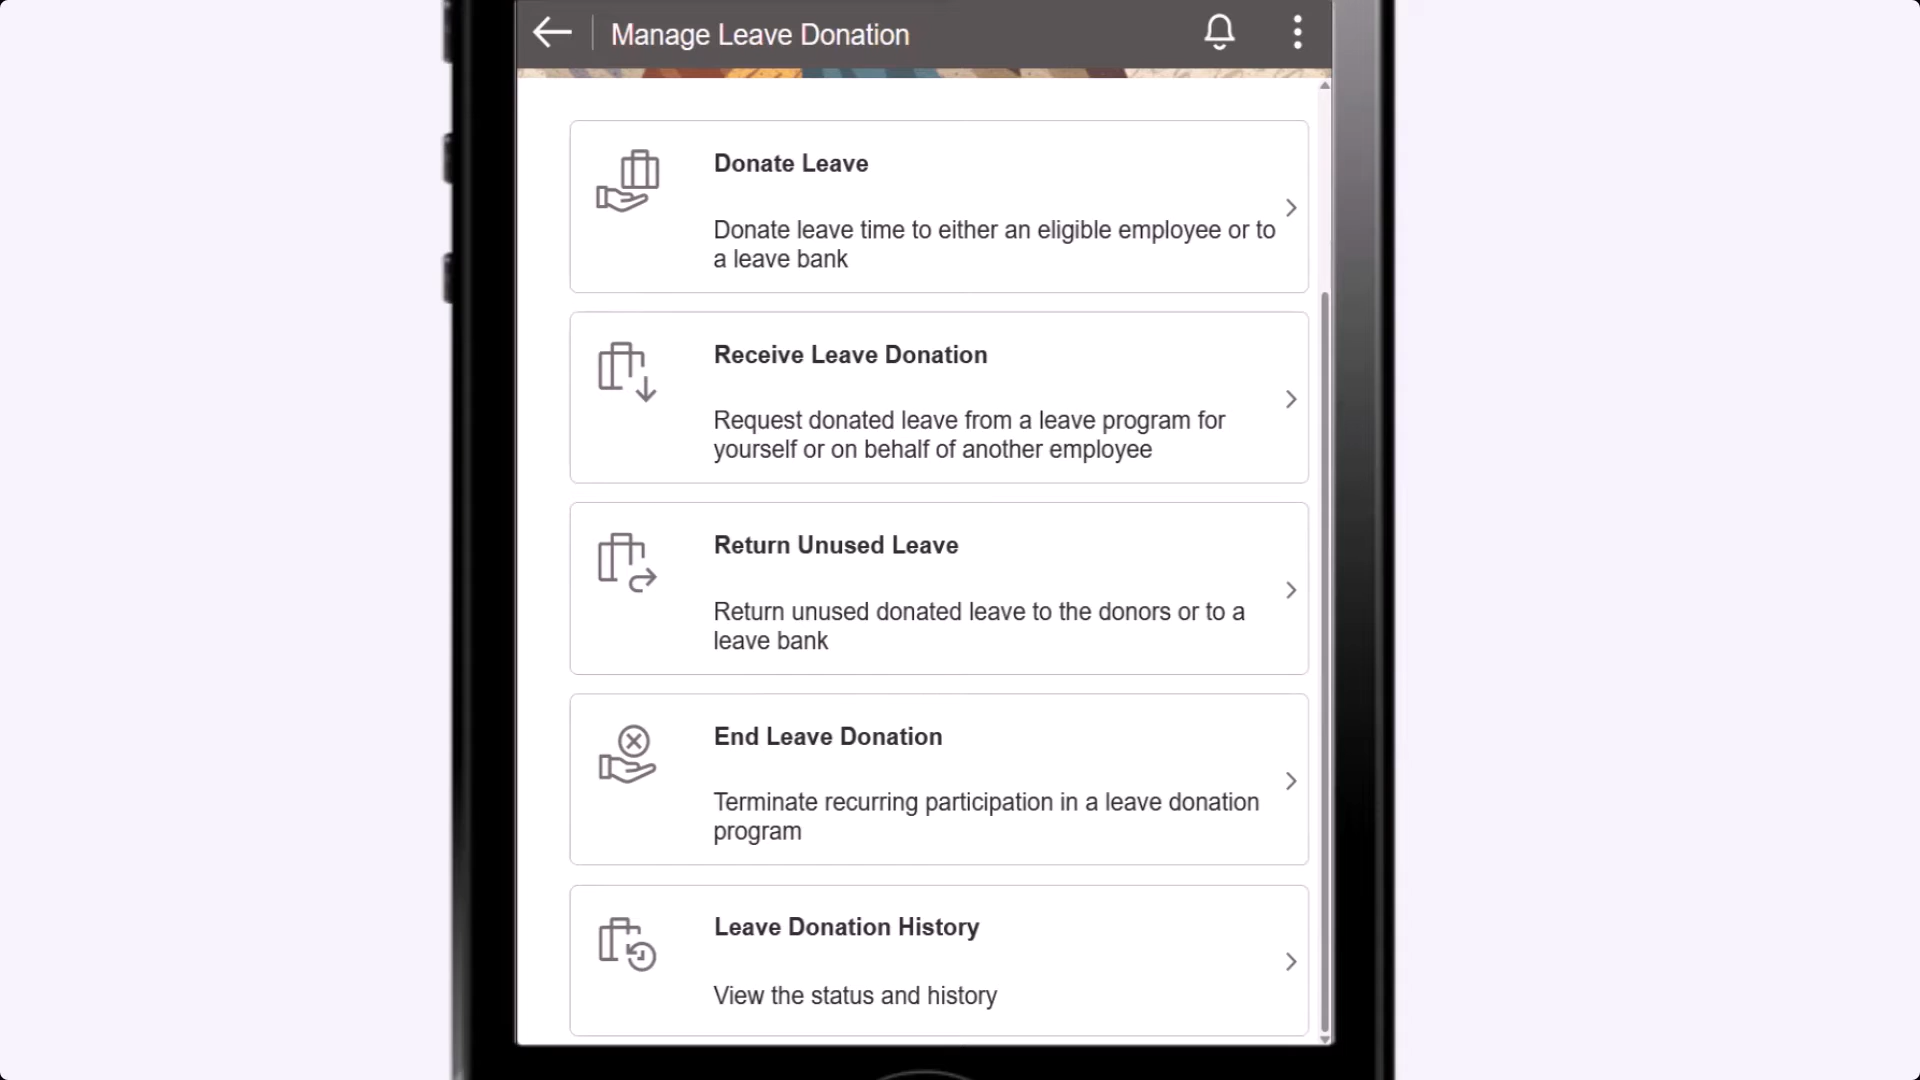 Manage Leave Donation
Donate Leave
Donate leave time to either an eligible employee or to
a leave bank
Receive Leave Donation
Request donated leave from a leave program for
yourself or on behalf of another employee
Return Unused Leave
Return unused donated leave to the donors or to a
leave bank
End Leave Donation
Terminate recurring participation in a leave donation
program
Leave Donation History
View the status and history